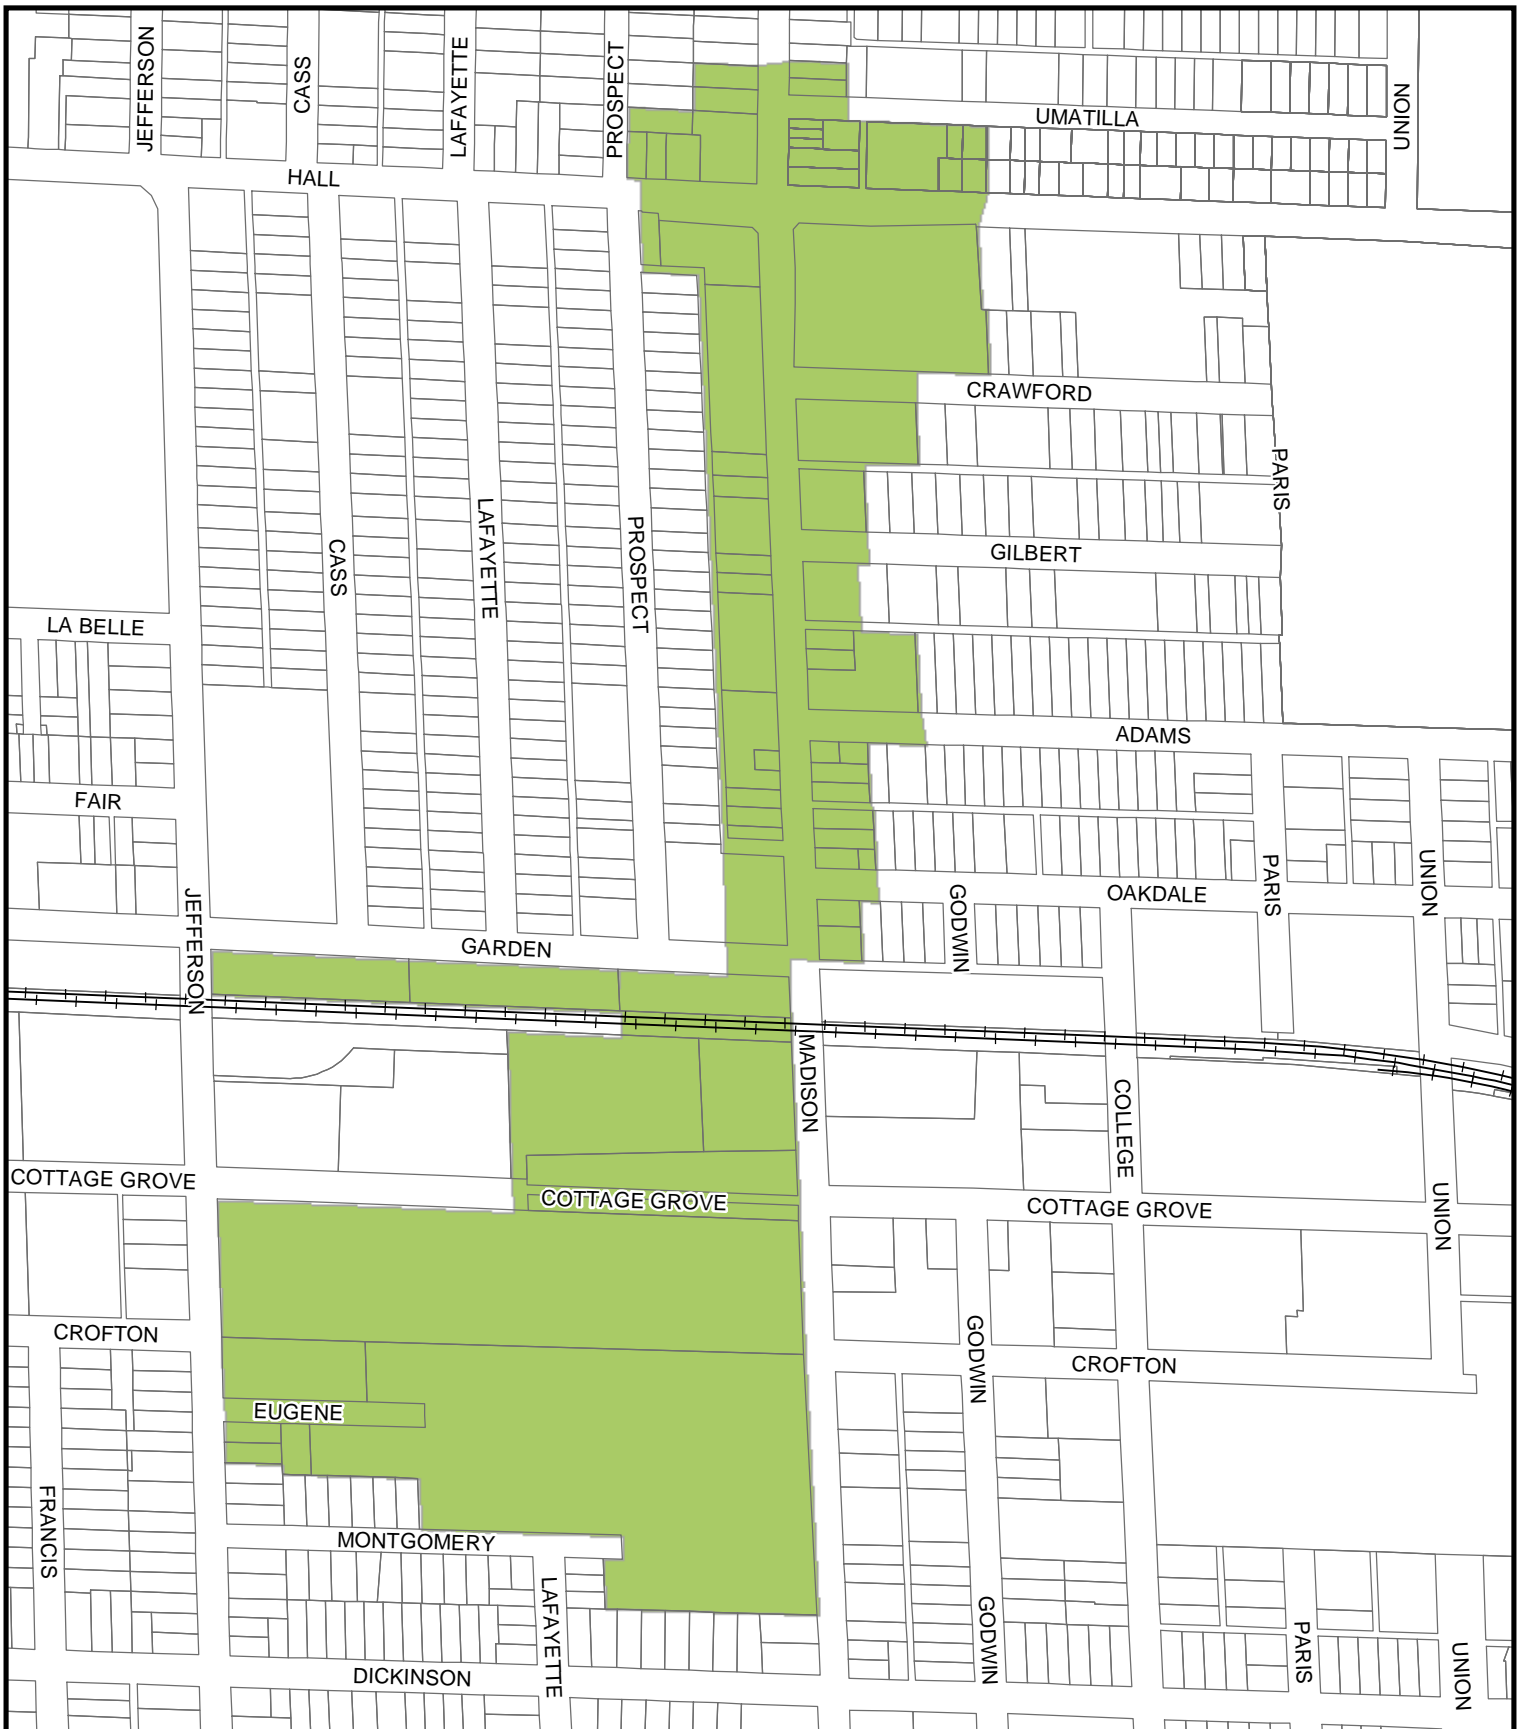 JEFFERSON
CASS
LAFAYETTE
PROSPECT
UMATILLA
UNION
HALL
CRAWFORD
PARIS
LAFAYETTE
PROSPECT
CASS
GILBERT
LA BELLE
ADAMS
FAIR
UNION
PARIS
OAKDALE
GODWIN
JEFFERSON
GARDEN
MADISON
COLLEGE
COTTAGE GROVE
COTTAGE GROVE
COTTAGE GROVE
UNION
CROFTON
GODWIN
CROFTON
EUGENE
FRANCIS
MONTGOMERY
LAFAYETTE
GODWIN
PARIS
UNION
DICKINSON